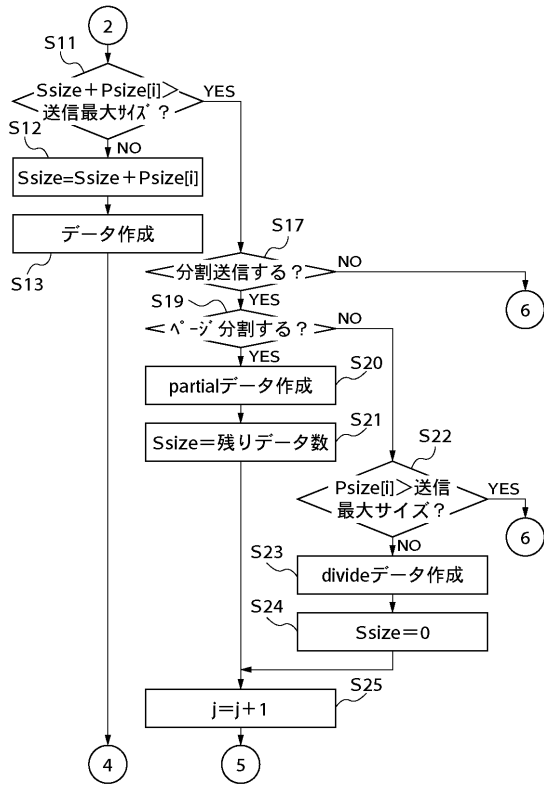 2
S11
Ssize＋Psize[i]＞
送信最大ｻｲｽﾞ？
YES
S12
NO
Ssize=Ssize＋Psize[i]
データ作成
S13
S17
分割送信する？
NO
6
S19
YES
ﾍﾟｰｼﾞ分割する？
NO
YES
S20
partialデータ作成
S21
Ssize＝残りデータ数
S22
Psize[i]＞送信
最大サイズ？
YES
6
NO
S23
divideデータ作成
S24
Ssize＝0
S25
j＝j＋1
4
5